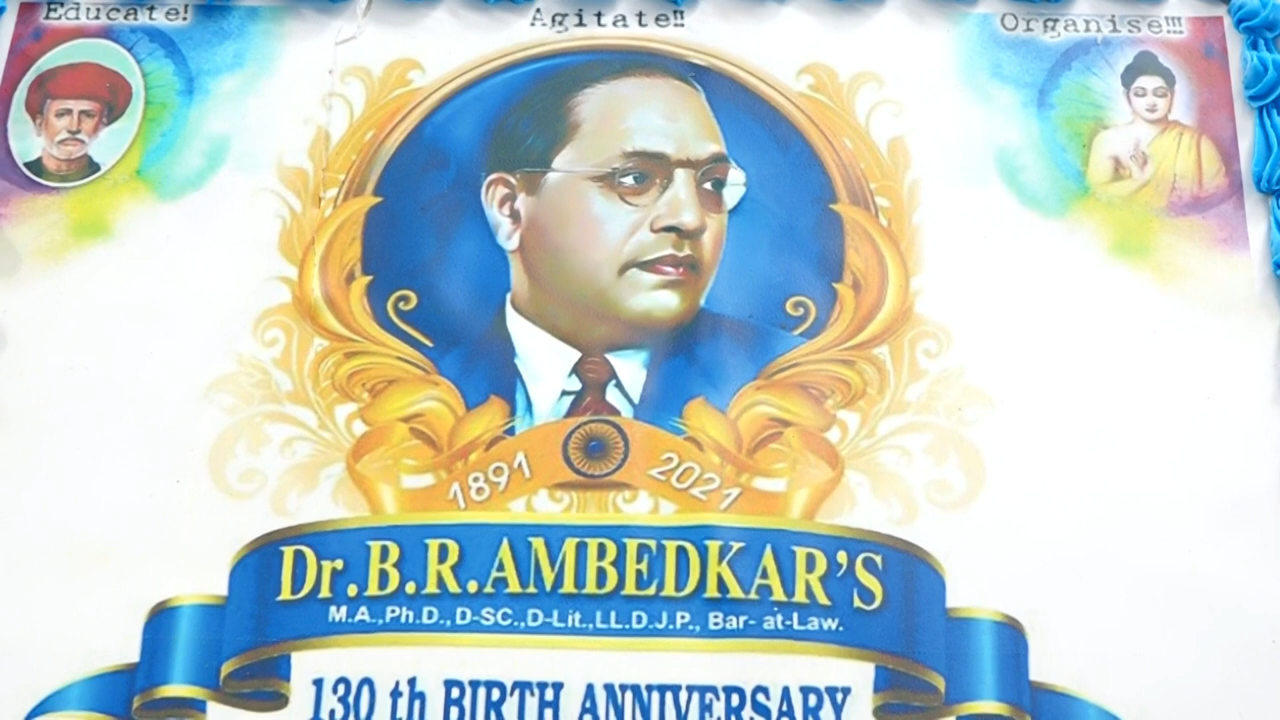 Educate! Agitate!! Organise!!!
1891 2021
Dr.B.R.AMBEDKAR'S
M.A.,Ph.D., D-SC.,D-Lit.,LL.D.J.P., Bar- at-Law.
130 th BIRTH ANNIVERSARY